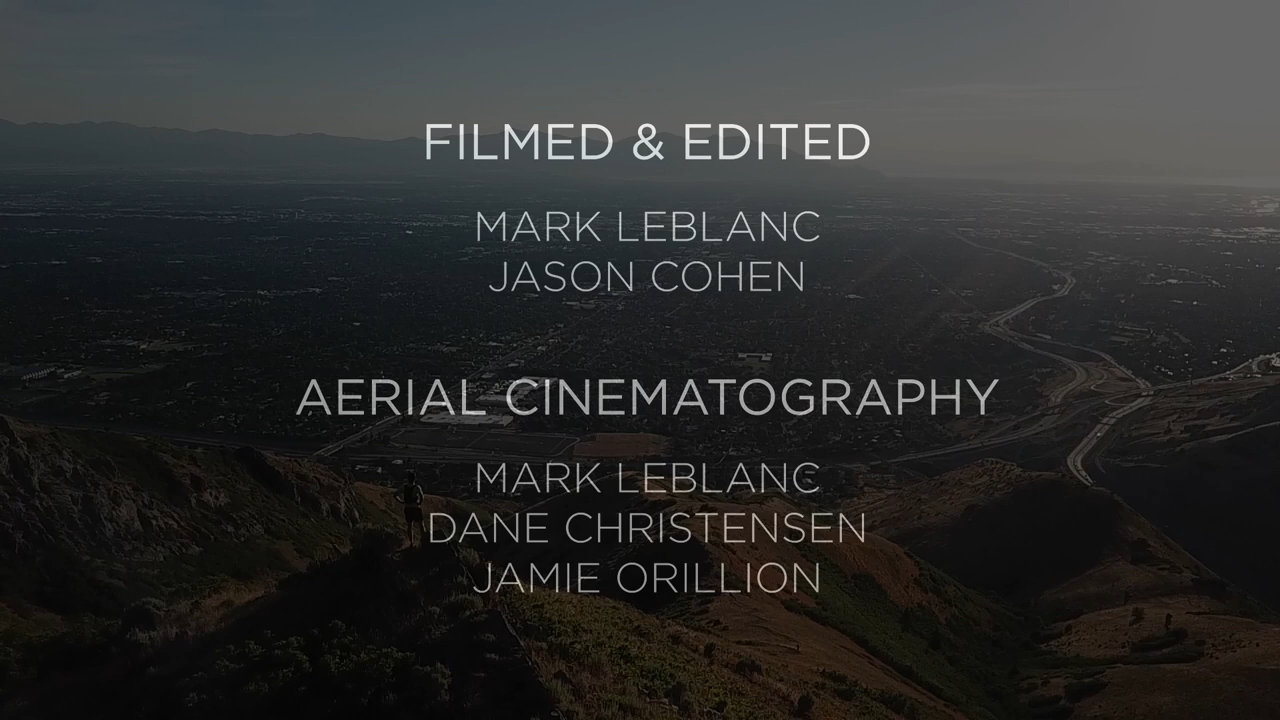 FILMED & EDITED
MARK LEBLANC
JASON COHEN
AERIAL CINEMATOGRAPHY
MARK LEBLANC
DANE CHRISTENSEN
JAMIE ORILLION